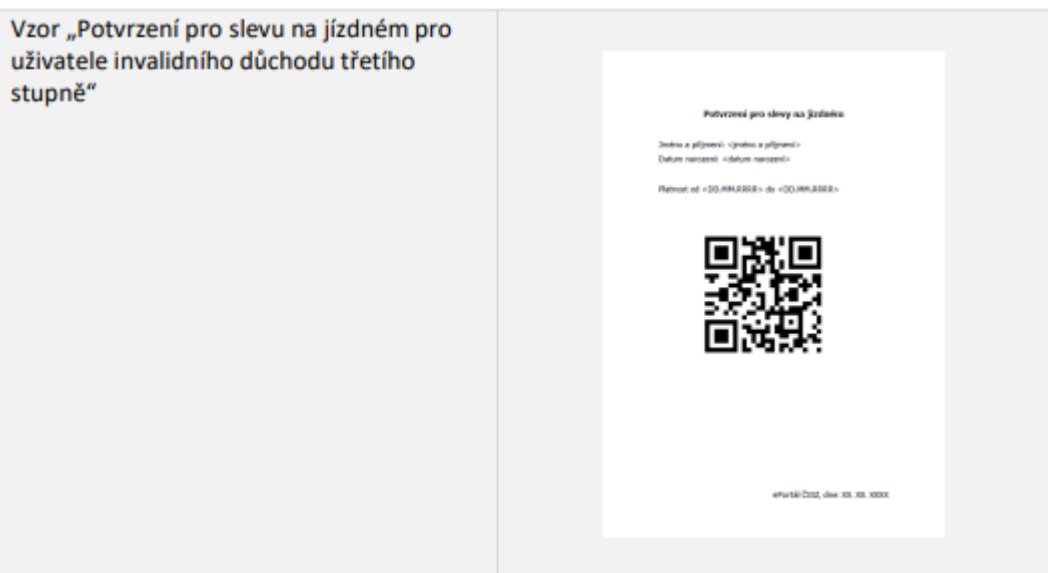 Vzor „Potvrzení pro slevu na jízdném pro
uživatele invalidního důchodu třetího
stupně“
Potvrzení pro slevy na jízdném
Jméno a příjmení: <jméno a příjmení>
Datum narození: <datum narození>
Platnost od <DD.MM.RRRR> do <DD.MM.RRRR>
ePortál ČSSZ, dne: XX. XX. XXXX